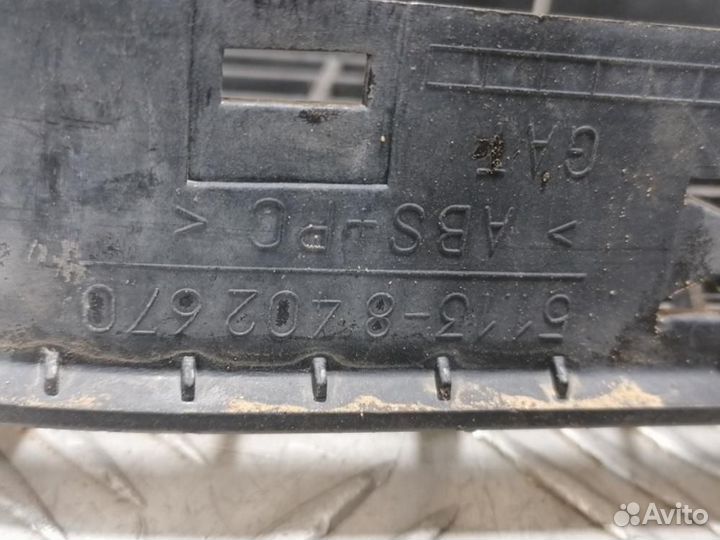 5113-8402670
> ABS+PC <
GAT
Avito